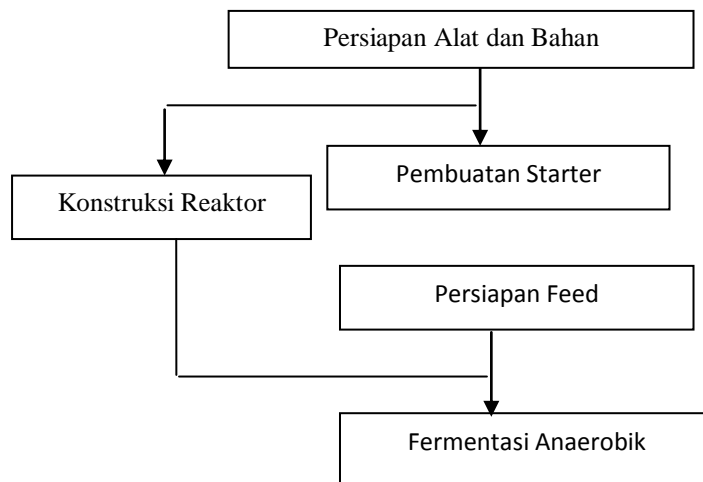 Persiapan Alat dan Bahan
Pembuatan Starter
Konstruksi Reaktor
Persiapan Feed
Fermentasi Anaerobik